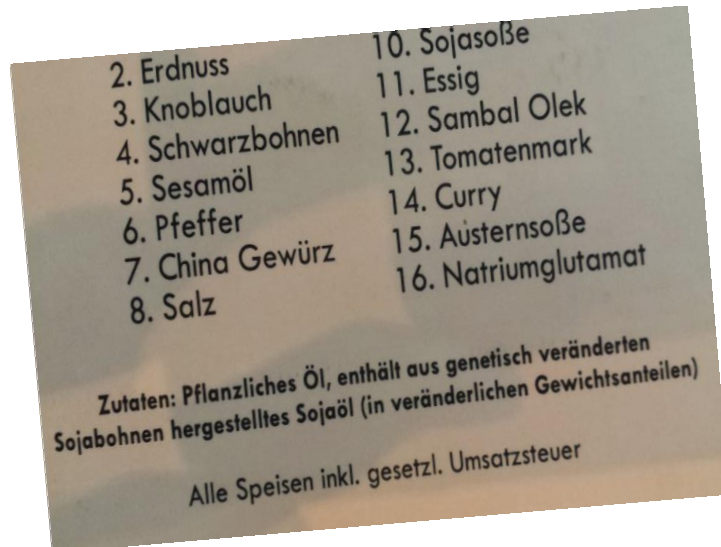 2. Erdnuss
3. Knoblauch
4. Schwarzbohnen
5. Sesamöl
6. Pfeffer
7. China Gewürz
8. Salz
10. Sojasoße
11. Essig
12. Sambal Olek
13. Tomatenmark
14. Curry
15. Austernsoße
16. Natriumglutamat
Zutaten: Pflanzliches Öl, enthält aus genetisch veränderten
Sojabohnen hergestelltes Sojaöl (in veränderlichen Gewichtsanteilen)
Alle Speisen inkl. gesetzl. Umsatzsteuer